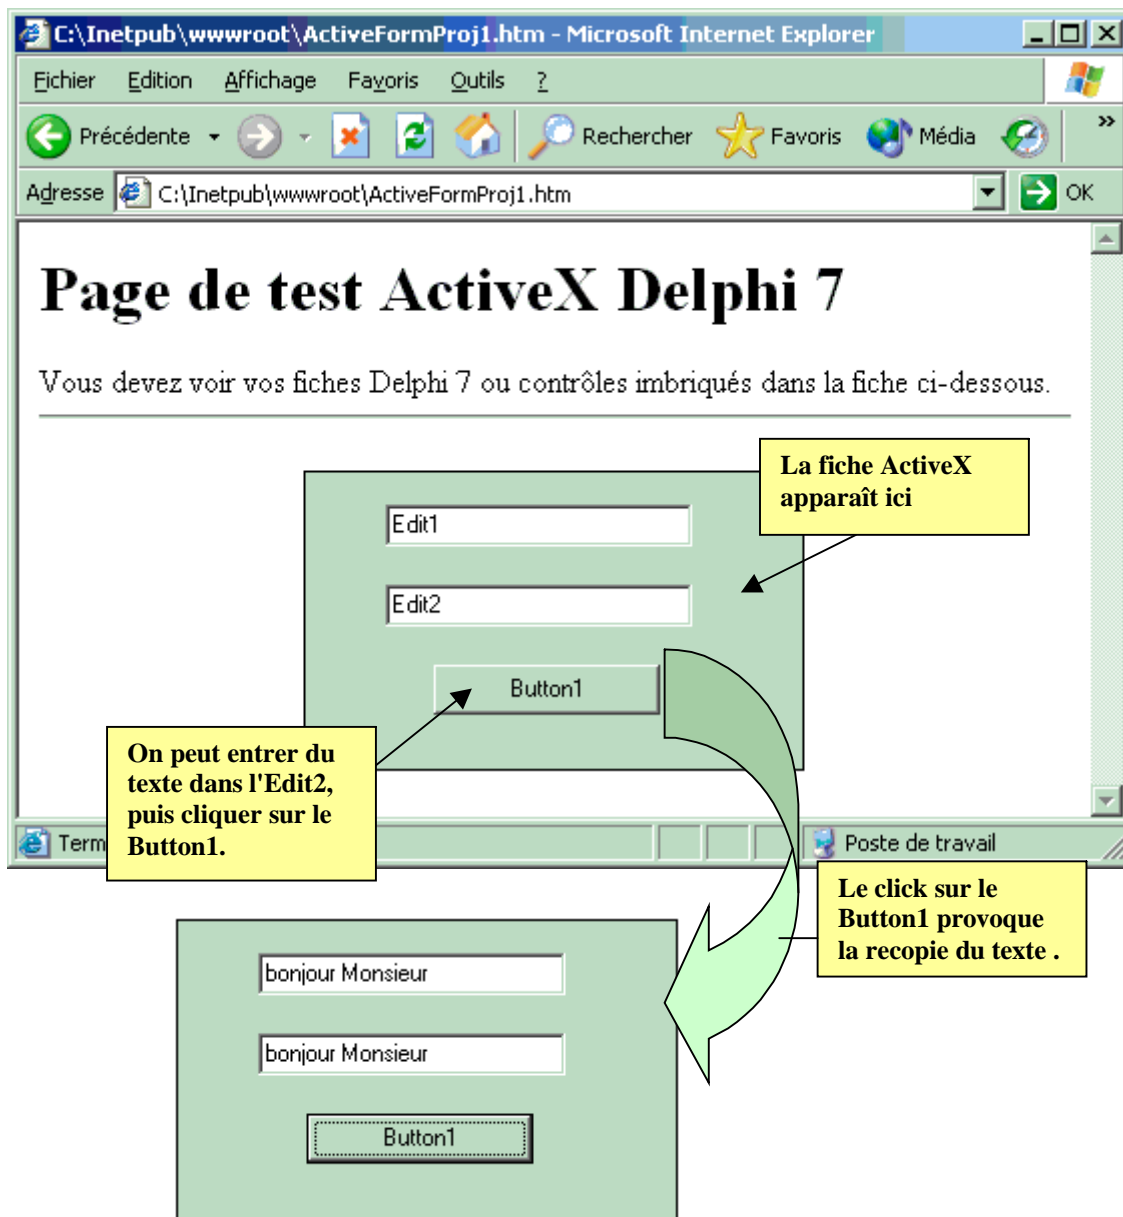 C:\Inetpub\wwwroot\ActiveFormProj1.htm - Microsoft Internet Explorer
Fichier Edition Affichage Favoris Outils ?
Précédente Rechercher Favoris Média »
Adresse C:\Inetpub\wwwroot\ActiveFormProj1.htm OK
Page de test ActiveX Delphi 7
Vous devez voir vos fiches Delphi 7 ou contrôles imbriqués dans la fiche ci-dessous.
La fiche ActiveX
apparaît ici
Edit1
Edit2
Button1
On peut entrer du
texte dans l'Edit2,
puis cliquer sur le
Button1.
Term
Poste de travail
Le click sur le
Button1 provoque
la recopie du texte .
bonjour Monsieur
bonjour Monsieur
Button1